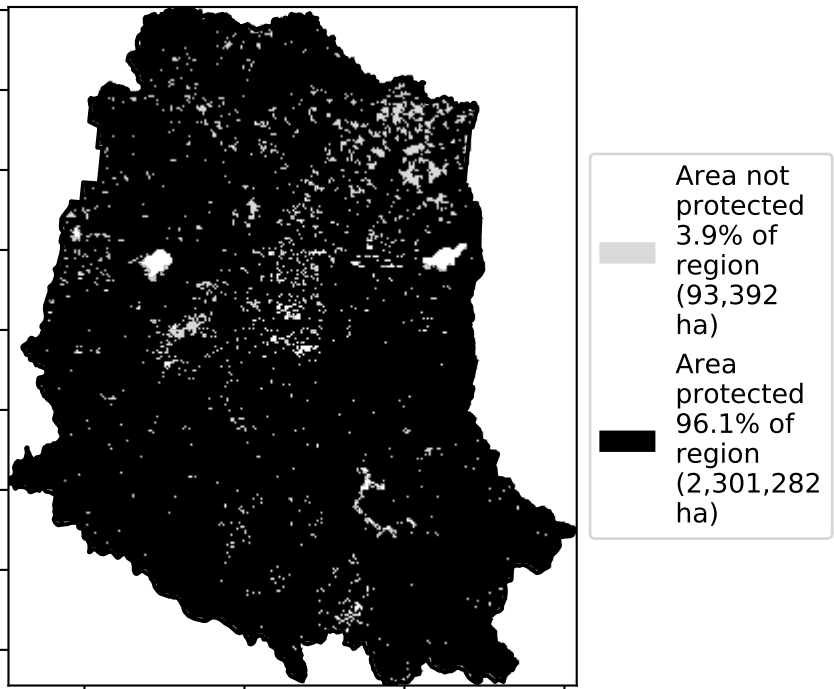 Area not
protected
3.9% of
region
(93,392
ha)
Area
protected
96.1% of
region
(2,301,282
ha)